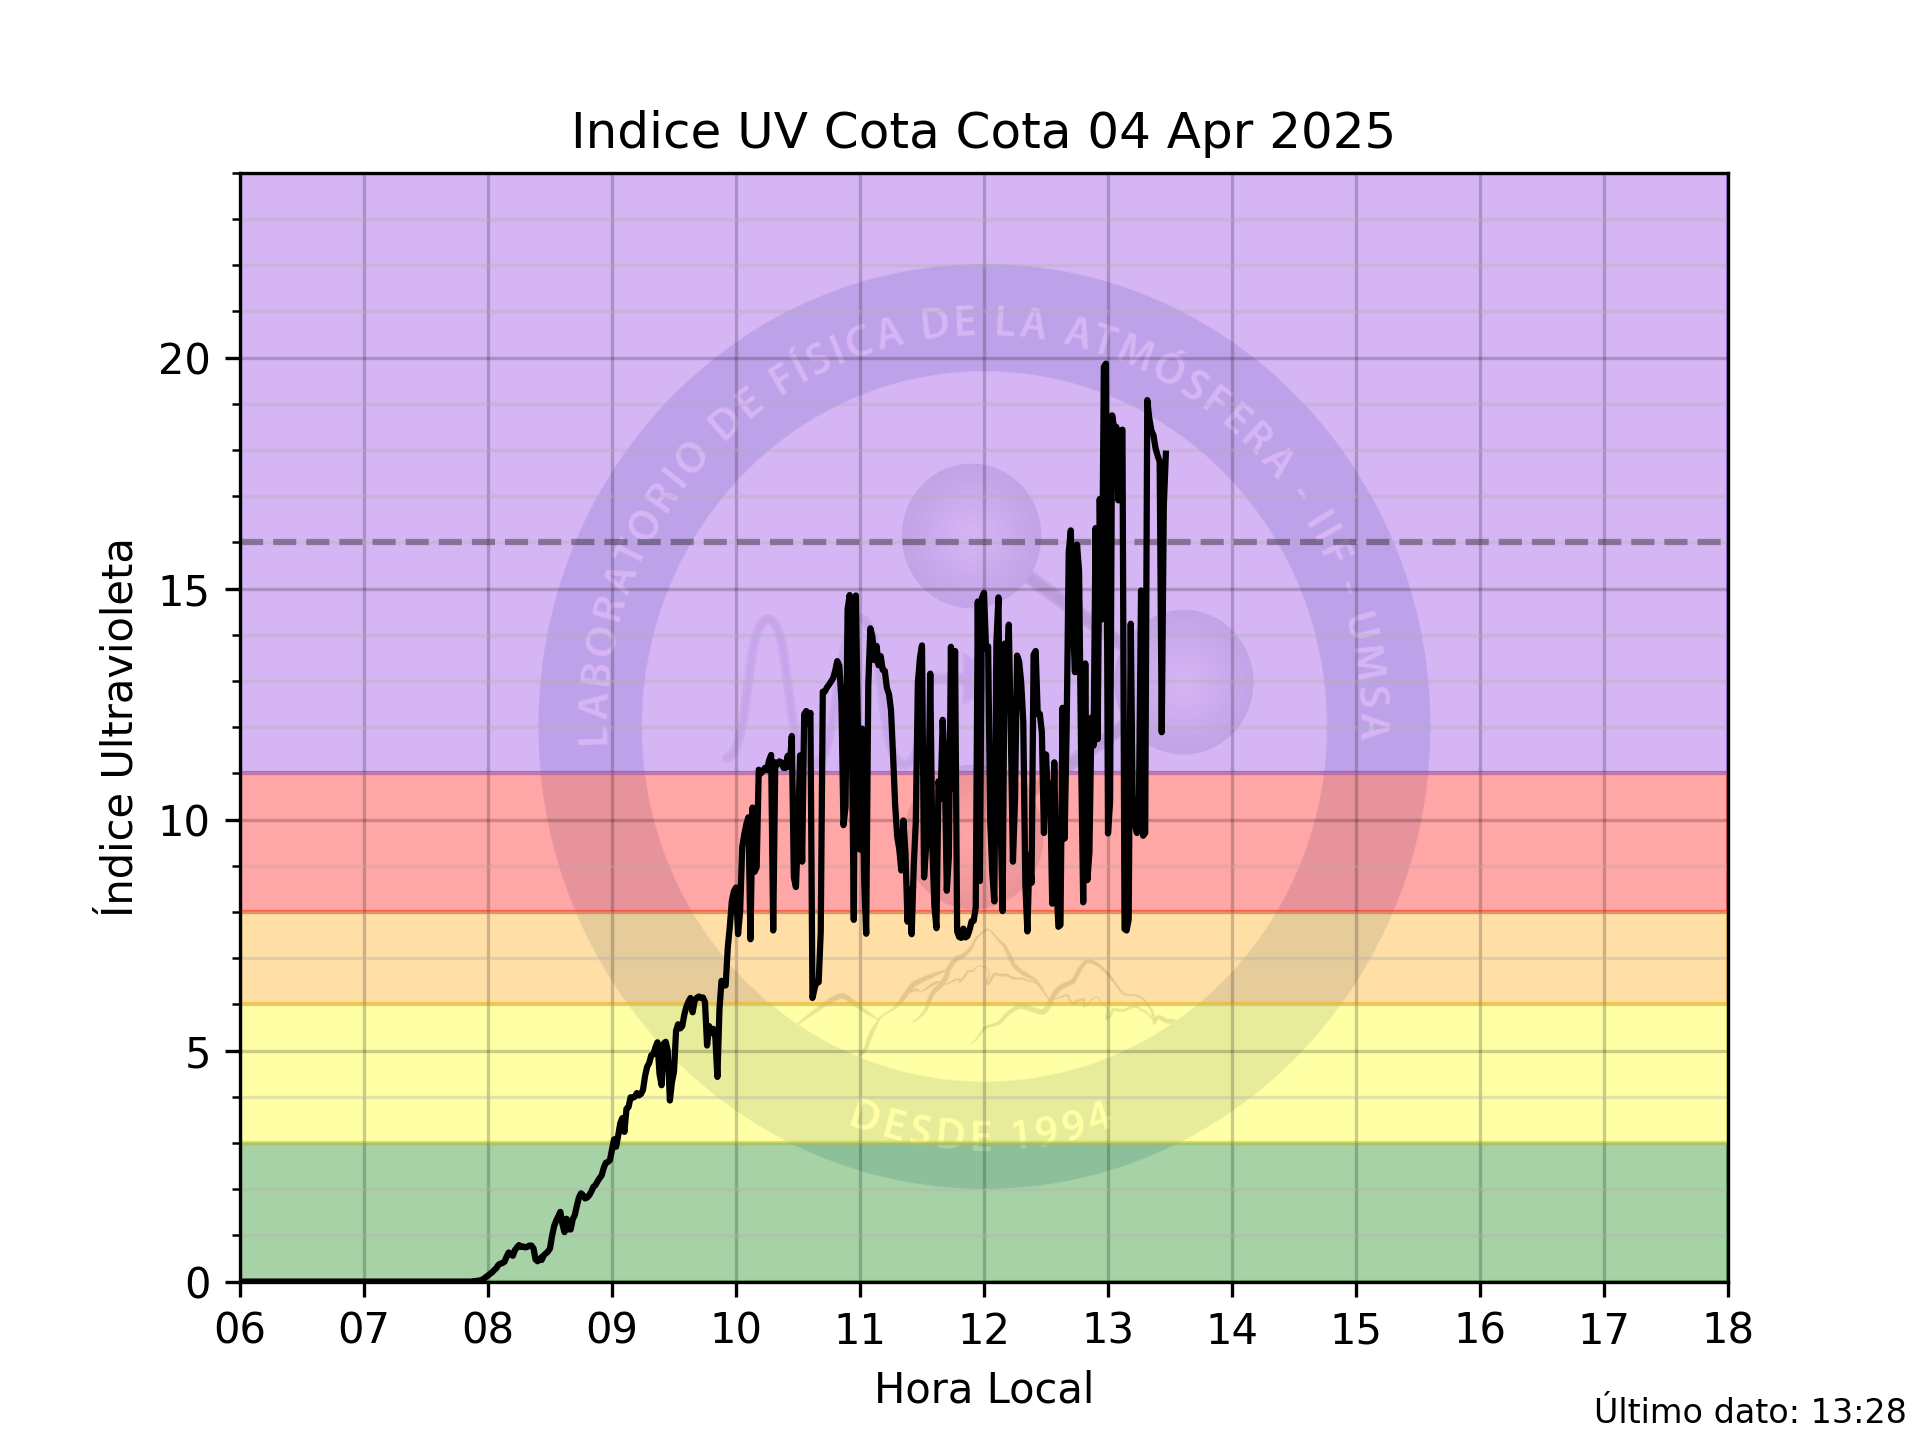 Indice UV Cota Cota 04 Apr 2025
20
15
10
5
0
Índice Ultravioleta
LABORATORIO DE FÍSICA DE LA ATMÓSFERA - IIF - UMSA
DESDE 1994
06 07 08 09 10 11 12 13 14 15 16 17 18
Hora Local
Último dato: 13:28